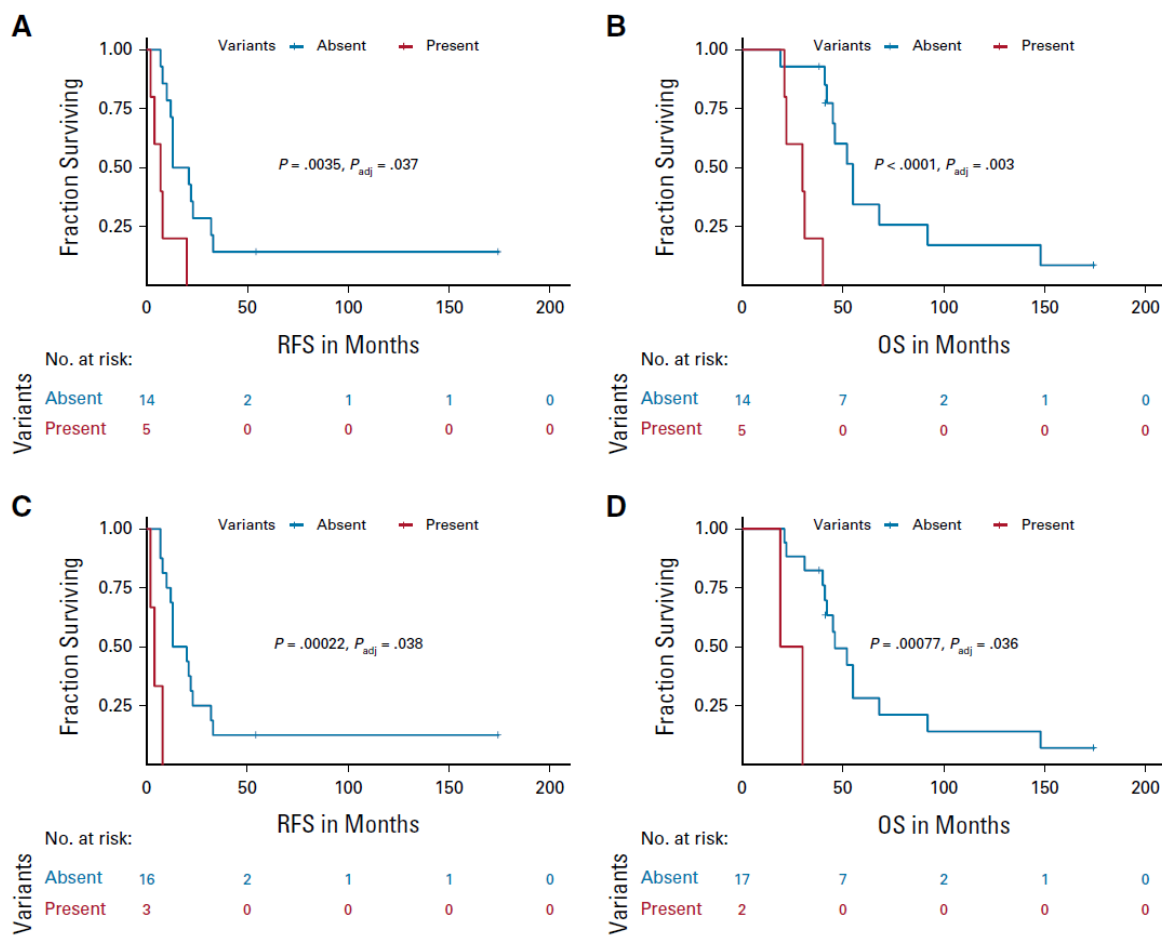 A
Variants Absent Present
1.00
0.75
0.50
0.25
Fraction Surviving
P = .0035, Padj = .037
0 50 100 150 200
RFS in Months
No. at risk:
Variants
Absent 14 2 1 1 0
Present 5 0 0 0 0
B
Variants Absent Present
1.00
0.75
0.50
0.25
Fraction Surviving
P < .0001, Padj = .003
0 50 100 150 200
OS in Months
No. at risk:
Variants
Absent 14 7 2 1 0
Present 5 0 0 0 0
C
Variants Absent Present
1.00
0.75
0.50
0.25
Fraction Surviving
P = .00022, Padj = .038
0 50 100 150 200
RFS in Months
No. at risk:
Variants
Absent 16 2 1 1 0
Present 3 0 0 0 0
D
Variants Absent Present
1.00
0.75
0.50
0.25
Fraction Surviving
P = .00077, Padj = .036
0 50 100 150 200
OS in Months
No. at risk:
Variants
Absent 17 7 2 1 0
Present 2 0 0 0 0